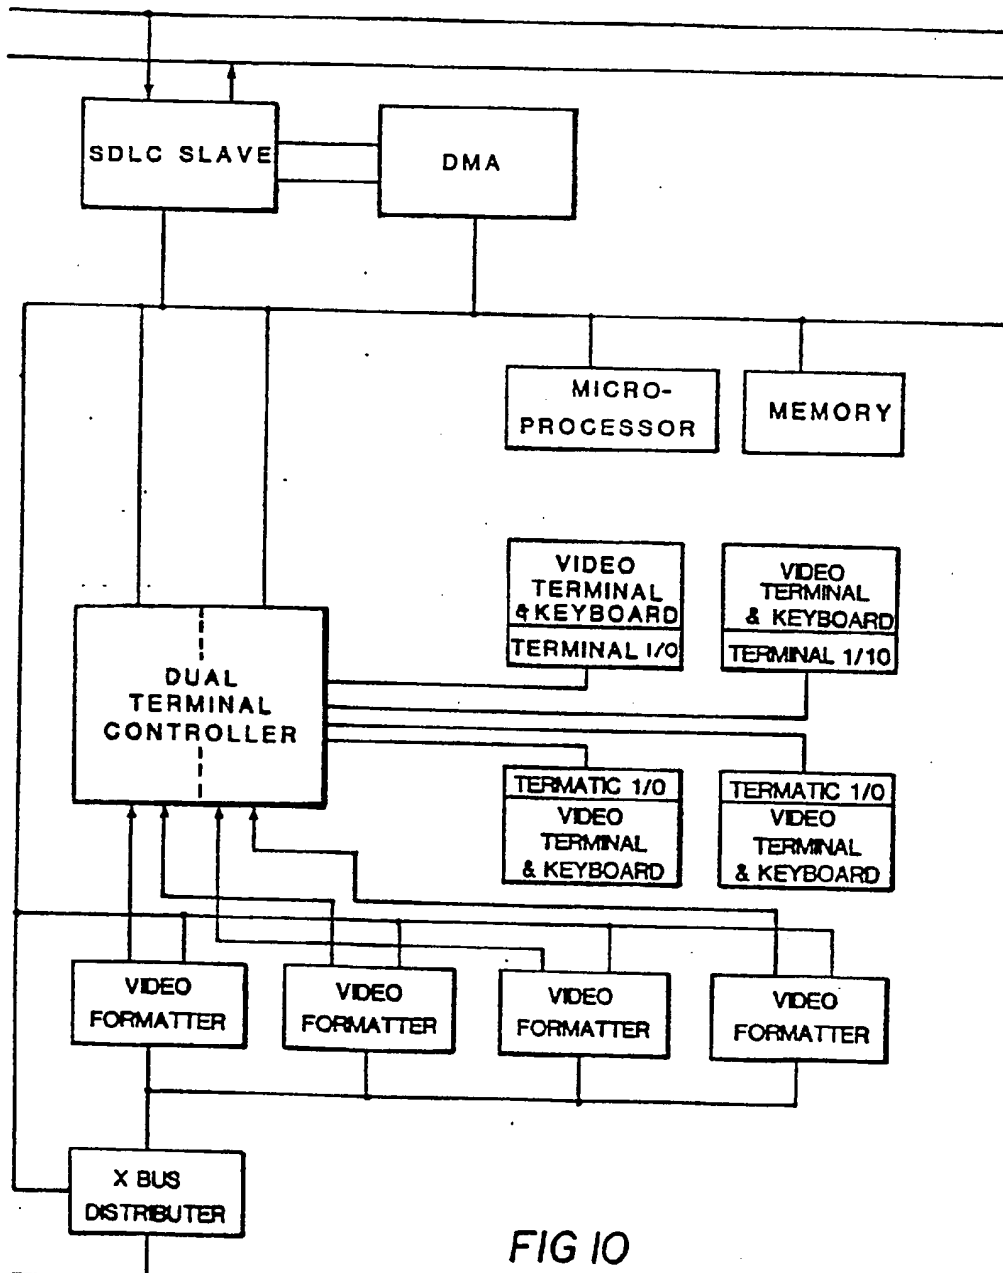 SDLC SLAVE
DMA
MICRO-
PROCESSOR
MEMORY
VIDEO
TERMINAL
& KEYBOARD
TERMINAL I/O
VIDEO
TERMINAL
& KEYBOARD
TERMINAL 1/10
DUAL
TERMINAL
CONTROLLER
TERMATIC 1/0
VIDEO
TERMINAL
& KEYBOARD
TERMATIC 1/0
VIDEO
TERMINAL
& KEYBOARD
VIDEO
FORMATTER
VIDEO
FORMATTER
VIDEO
FORMATTER
VIDEO
FORMATTER
X BUS
DISTRIBUTER
FIG 10